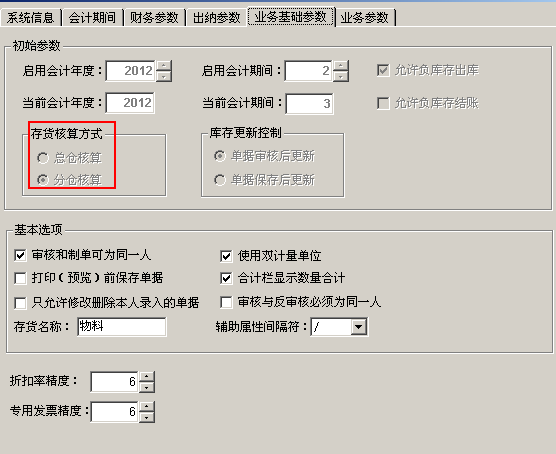 系统信息 会计期间 财务参数 出纳参数 业务基础参数 业务参数
初始参数
启用会计年度： 2012 启用会计期间： 2 允许负库存出库
当前会计年度： 2012 当前会计期间： 3 允许负库存结账
存货核算方式 库存更新控制
总仓核算 单据审核后更新
分仓核算 单据保存后更新
基本选项
审核和制单可为同一人 使用双计量单位
打印（预览）前保存单据 合计栏显示数量合计
只允许修改删除本人录入的单据 审核与反审核必须为同一人
存货名称： 物料 辅助属性间隔符： /
折扣率精度： 6
专用发票精度： 6